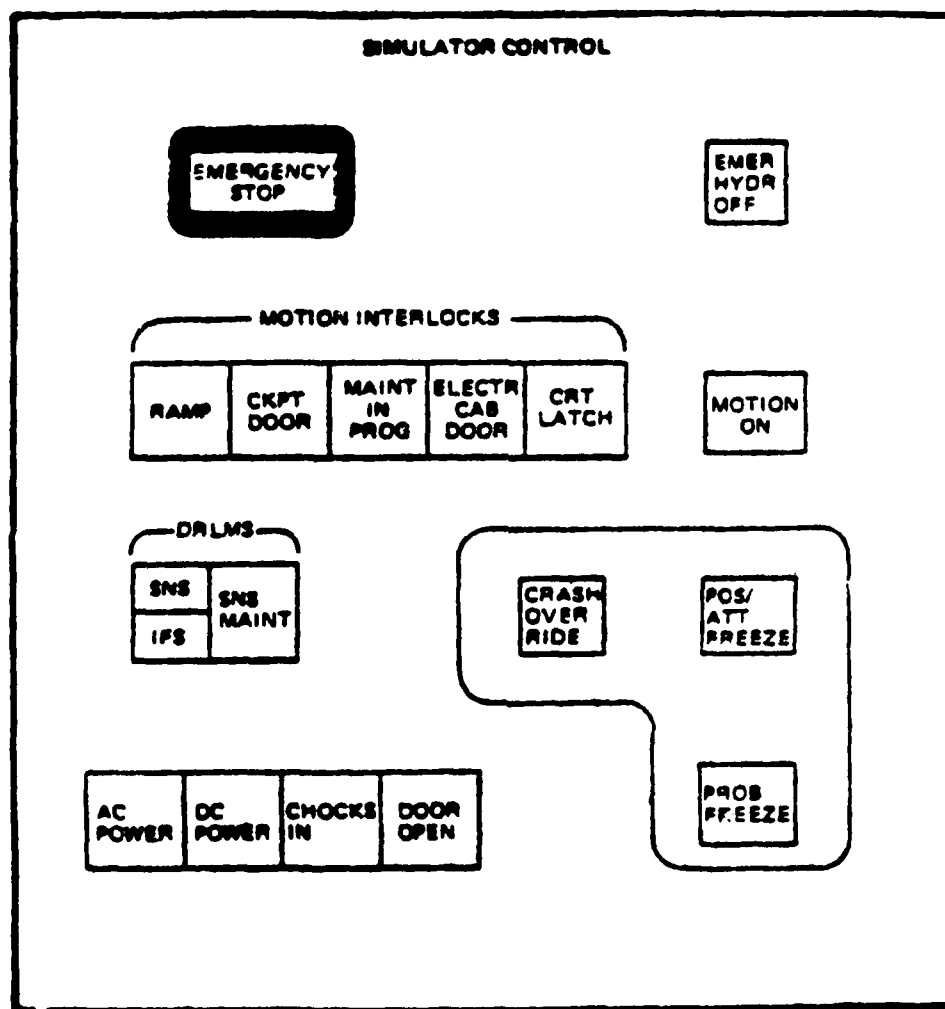 SIMULATOR CONTROL
EMERGENCY
STOP
EMER
HYDR
OFF
MOTION INTERLOCKS
RAMP
CKPT
DOOR
MAINT
IN
PROG
ELECTR
CAB
DOOR
CRT
LATCH
MOTION
ON
DRLMS
SNS
IFS
SNS
MAINT
CRASH
OVER
RIDE
POS/
ATT
FREEZE
AC
POWER
DC
POWER
CHOCKS
IN
DOOR
OPEN
PROB
FREEZE